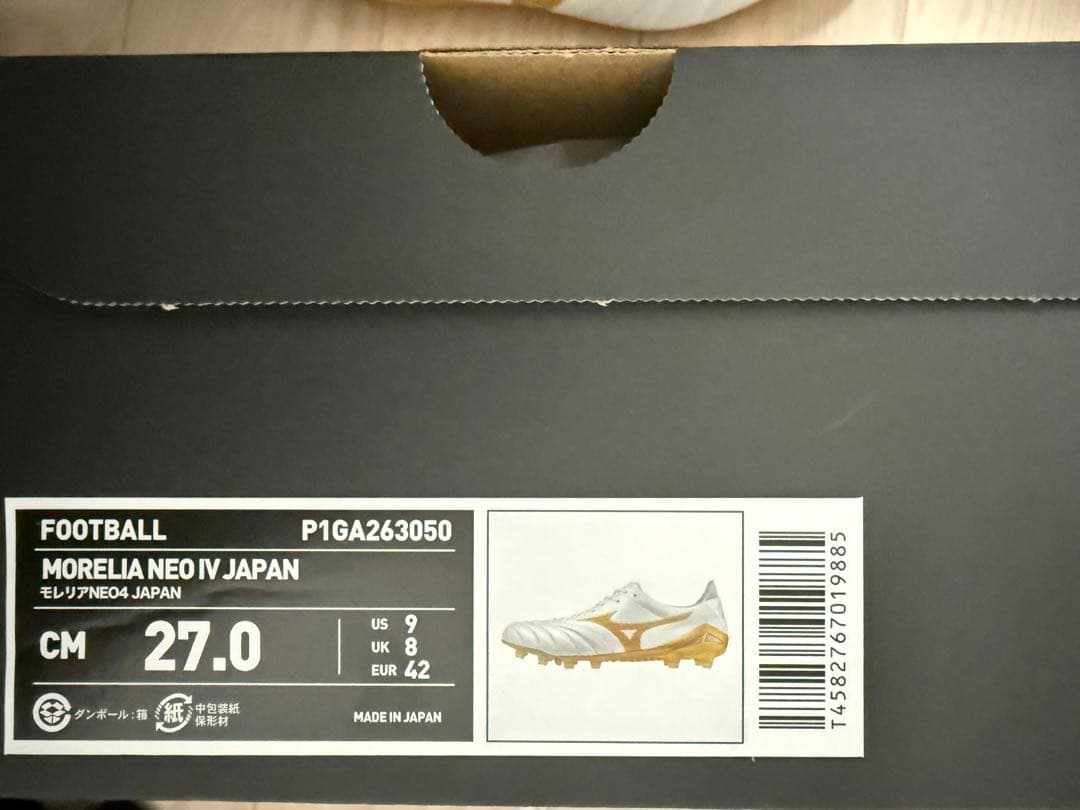 FOOTBALL P1GA263050
MORELIA NEO IV JAPAN
モレリアNEO4 JAPAN
CM 27.0
US 9
UK 8
EUR 42
ダンボール:箱
紙 中包装紙
保形材
MADE IN JAPAN
T4582767019885